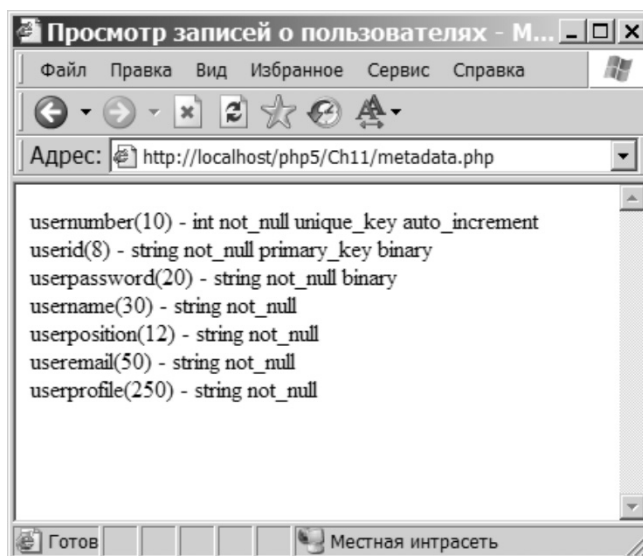 Просмотр записей о пользователях - M...
Файл Правка Вид Избранное Сервис Справка
Адрес: http://localhost/php5/Ch11/metadata.php
usernumber(10) - int not_null unique_key auto_increment
userid(8) - string not_null primary_key binary
userpassword(20) - string not_null binary
username(30) - string not_null
userposition(12) - string not_null
useremail(50) - string not_null
userprofile(250) - string not_null
Готов Местная интрасеть